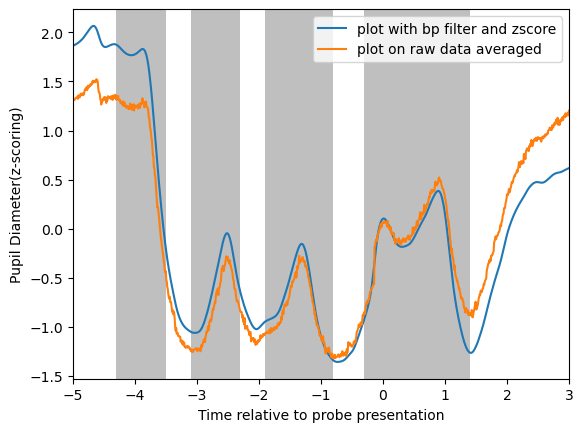 plot with bp filter and zscore
plot on raw data averaged
Pupil Diameter(z-scoring)
2.0
1.5
1.0
0.5
0.0
−0.5
−1.0
−1.5
−5 −4 −3 −2 −1 0 1 2 3
Time relative to probe presentation